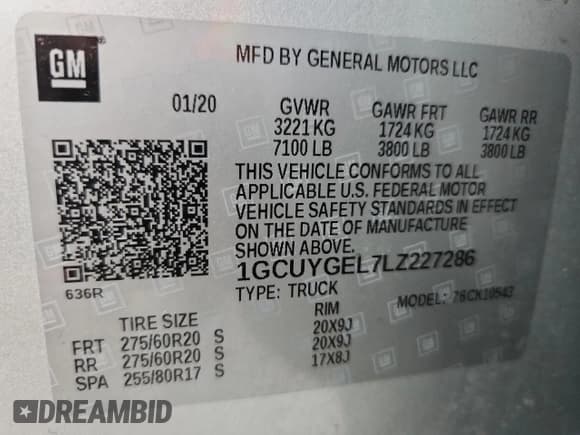 GM
MFD BY GENERAL MOTORS LLC
01/20 GVWR GAWR FRT GAWR RR
3221 KG 1724 KG 1724 KG
7100 LB 3800 LB 3800 LB
THIS VEHICLE CONFORMS TO ALL
APPLICABLE U.S. FEDERAL MOTOR
VEHICLE SAFETY STANDARDS IN EFFECT
ON THE DATE OF MANUFACTURE
SHOWN ABOVE.
1GCUYGEL7LZ227286
636R
TYPE: TRUCK MODEL:
TIRE SIZE RIM
FRT 275/60R20 S 20X9J
RR 275/60R20 S 20X9J
SPA 255/80R17 S 17X8J
DREAMBID